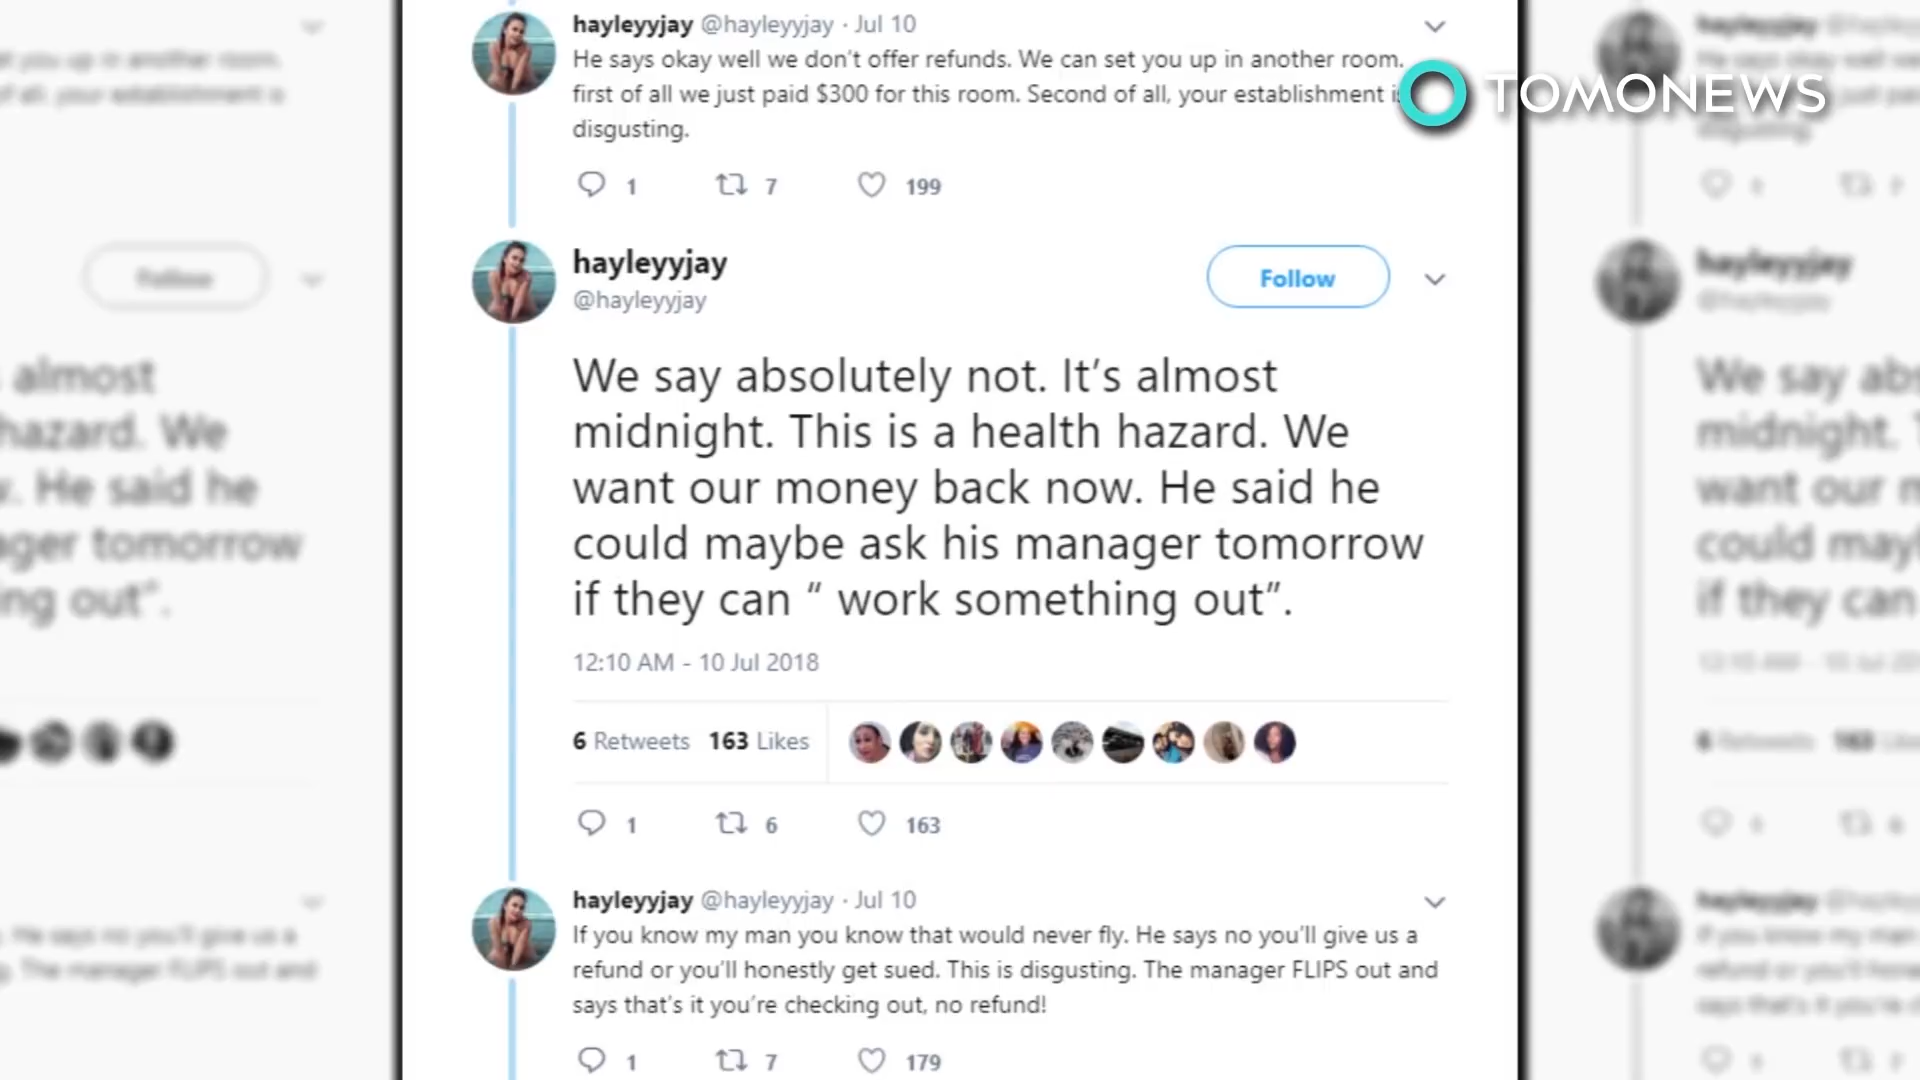 hayleyyjay @hayleyyjay · Jul 10
He says okay well we don't offer refunds. We can set you up in another room.
first of all we just paid $300 for this room. Second of all, your establishment is
disgusting.
1 7 199
TOMONEWS
hayleyyjay
@hayleyyjay
Follow
We say absolutely not. It's almost
midnight. This is a health hazard. We
want our money back now. He said he
could maybe ask his manager tomorrow
if they can “ work something out”.
12:10 AM - 10 Jul 2018
6 Retweets 163 Likes
1 6 163
hayleyyjay @hayleyyjay · Jul 10
If you know my man you know that would never fly. He says no you'll give us a
refund or you'll honestly get sued. This is disgusting. The manager FLIPS out and
says that's it you're checking out, no refund!
1 7 179